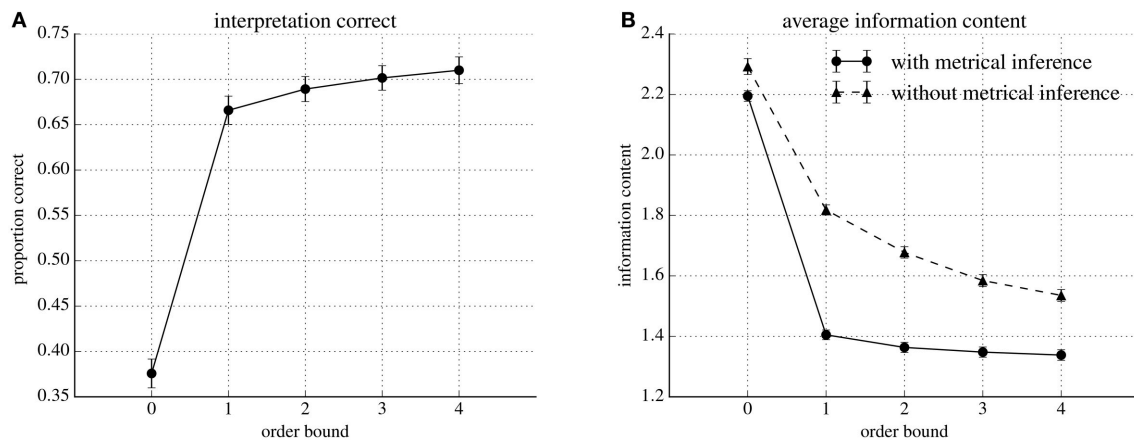 A
interpretation correct
proportion correct
0.75
0.70
0.65
0.60
0.55
0.50
0.45
0.40
0.35
0 1 2 3 4
order bound
B
average information content
information content
2.4
2.2
2.0
1.8
1.6
1.4
1.2
with metrical inference
without metrical inference
0 1 2 3 4
order bound